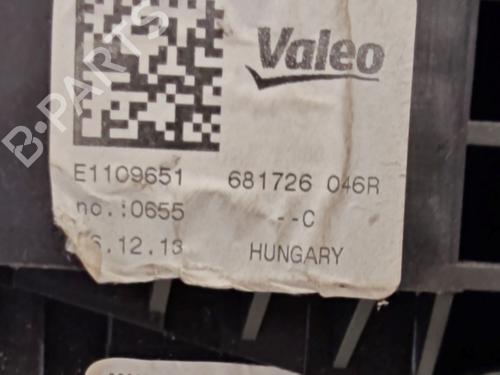 Valeo
B-PARTS
E1109651 681726 046R
no.:0655 --C
6.12.13 HUNGARY